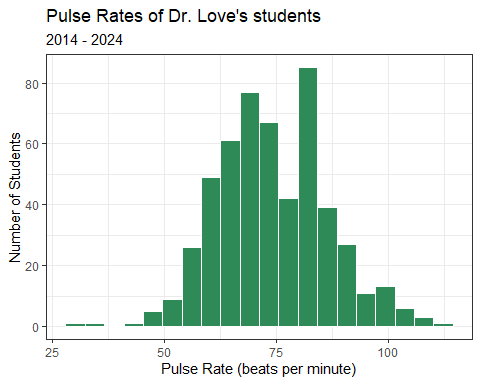 Pulse Rates of Dr. Love's students
2014 - 2024
Number of Students
80
60
40
20
0
25
50
75
100
Pulse Rate (beats per minute)